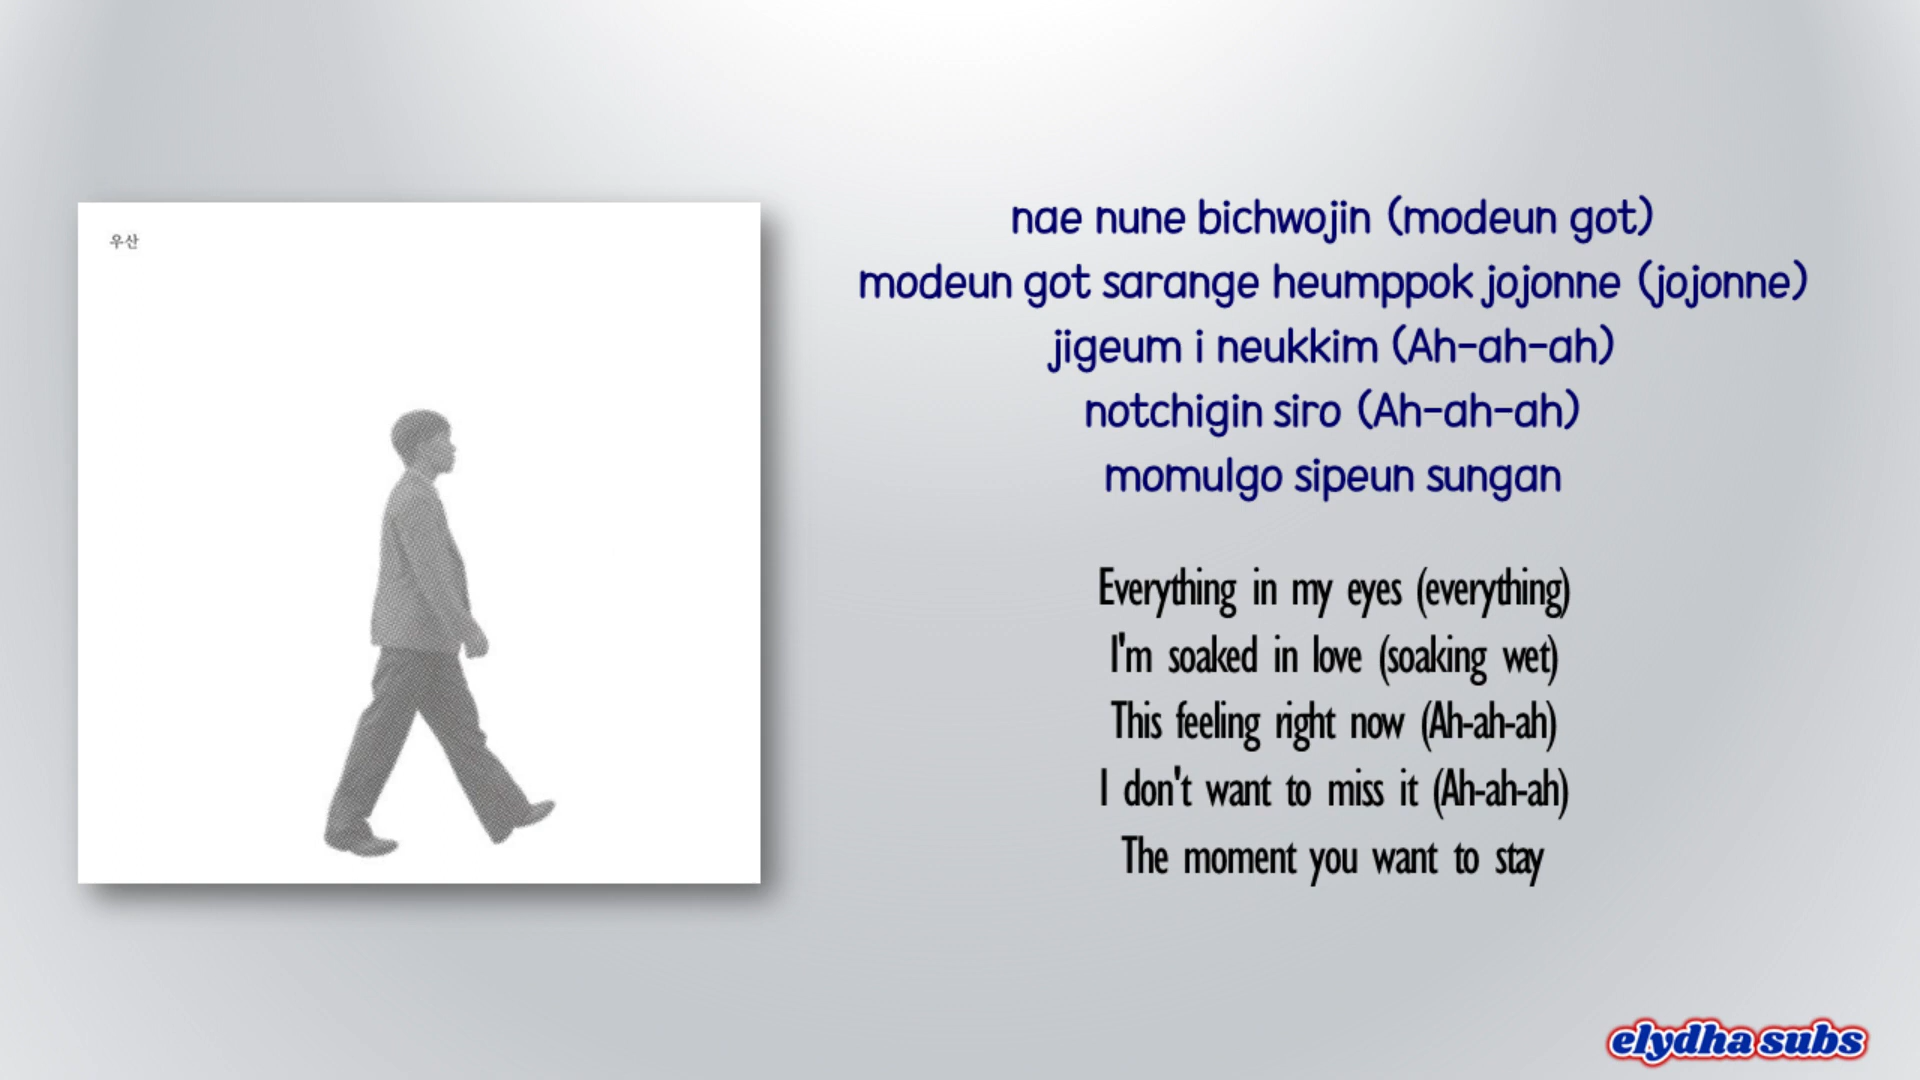 우산
nae nune bichwojin (modeun got)
modeun got sarange heumppok jojonne (jojonne)
jigeum i neukkim (Ah-ah-ah)
notchigin siro (Ah-ah-ah)
momulgo sipeun sungan
Everything in my eyes (everything)
I'm soaked in love (soaking wet)
This feeling right now (Ah-ah-ah)
I don't want to miss it (Ah-ah-ah)
The moment you want to stay
elydha subs